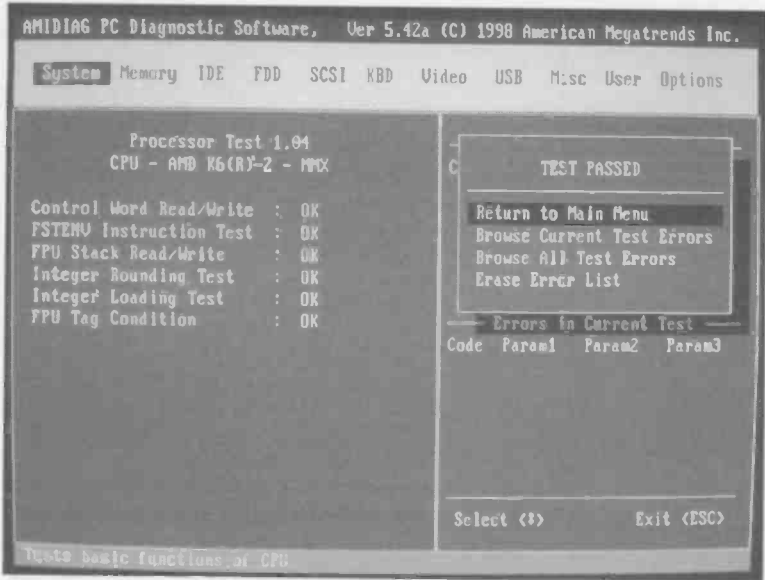 AMIDIAG PC Diagnostic Software, Ver 5.42a (C) 1998 American Megatrends Inc.
System Memory IDE FDD SCSI KBD Video USB Misc User Options
Processor Test 1.04
CPU - AMD K6(R)-2 - MMX
Control Word Read/Write : OK
FSTENV Instruction Test : OK
FPU Stack Read/Write : OK
Integer Rounding Test : OK
Integer Loading Test : OK
FPU Tag Condition : OK
C
TEST PASSED
Return to Main Menu
Browse Current Test Errors
Browse All Test Errors
Erase Error List
Errors in Current Test
Code Param1 Param2 Param3
Select <↕> Exit <ESC>
Tests basic functions of CPU